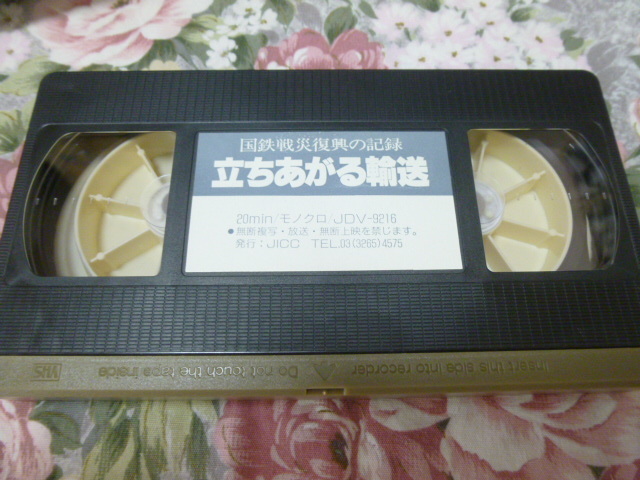 国鉄戦災復興の記録
立ちあがる輸送
20min/モノクロ/JDV-9216
●無断複写・放送・無断上映を禁じます。
発行:JICC TEL.03(3265)4575
Insert this side into recorder
Do not touch the tape inside
VHS